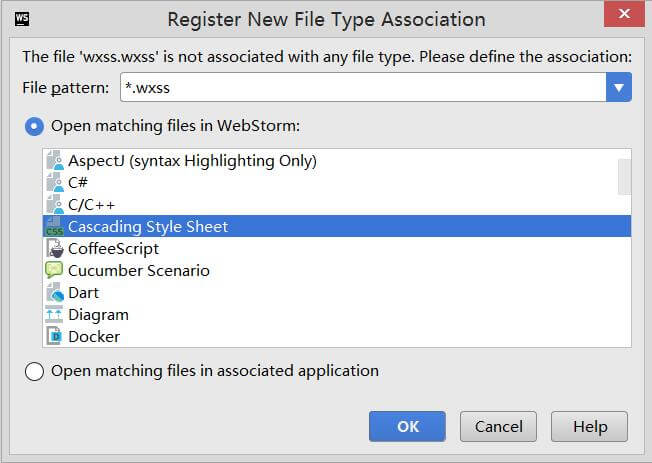 WS
Register New File Type Association
The file 'wxss.wxss' is not associated with any file type. Please define the association:
File pattern: *.wxss
Open matching files in WebStorm:
AspectJ (syntax Highlighting Only)
C#
C/C++
CSS Cascading Style Sheet
CoffeeScript
Cucumber Scenario
Dart
Diagram
Docker
Open matching files in associated application
OK Cancel Help